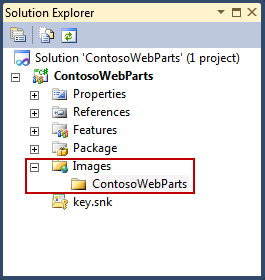 Solution Explorer
Solution 'ContosoWebParts' (1 project)
ContosoWebParts
Properties
References
Features
Package
Images
ContosoWebParts
key.snk